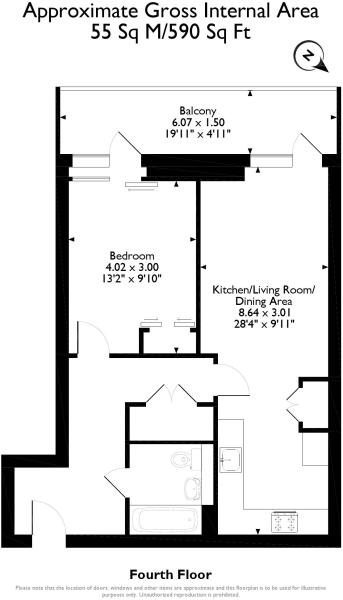 Approximate Gross Internal Area
55 Sq M/590 Sq Ft
N
Balcony
6.07 x 1.50
19'11" x 4'11"
Bedroom
4.02 x 3.00
13'2" x 9'10"
Kitchen/Living Room/
Dining Area
8.64 x 3.01
28'4" x 9'11"
Fourth Floor
Please note that the location of doors, windows and other items are approximate and this floorplan is to be used for illustrative
purposes only. Unauthorized reproduction is prohibited.